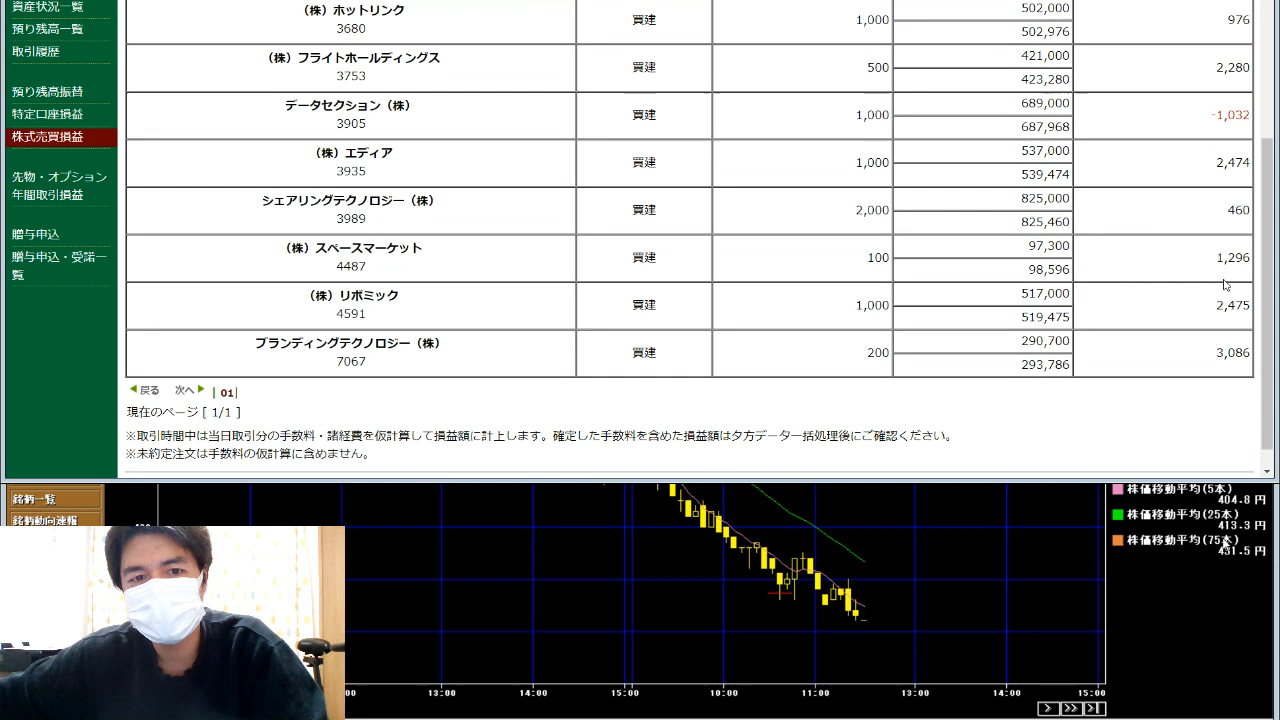 資産状況一覧
預り残高一覧
取引履歴
預り残高振替
特定口座損益
株式売買損益
先物・オプション
年間取引損益
贈与申込
贈与申込・受諾一
覧
（株）ホットリンク
3680
買建
1,000
502,000
502,976
976
（株）フライトホールディングス
3753
買建
500
421,000
423,280
2,280
データセクション（株）
3905
買建
1,000
689,000
687,968
-1,032
（株）エディア
3935
買建
1,000
537,000
539,474
2,474
シェアリングテクノロジー（株）
3989
買建
2,000
825,000
825,460
460
（株）スペースマーケット
4487
買建
100
97,300
98,596
1,296
（株）リボミック
4591
買建
1,000
517,000
519,475
2,475
ブランディングテクノロジー（株）
7067
買建
200
290,700
293,786
3,086
戻る 次へ | 01|
現在のページ [ 1/1 ]
※取引時間中は当日取引分の手数料・諸経費を仮計算して損益額に計上します。確定した手数料を含めた損益額は夕方データ一括処理後にご確認ください。
※未約定注文は手数料の仮計算に含めません。
銘柄一覧
銘柄動向速報
株価移動平均(5本)
404.8 円
株価移動平均(25本)
413.3 円
株価移動平均(75本)
431.5 円
:00 13:00 14:00 15:00 10:00 11:00 13:00 14:00 15:00